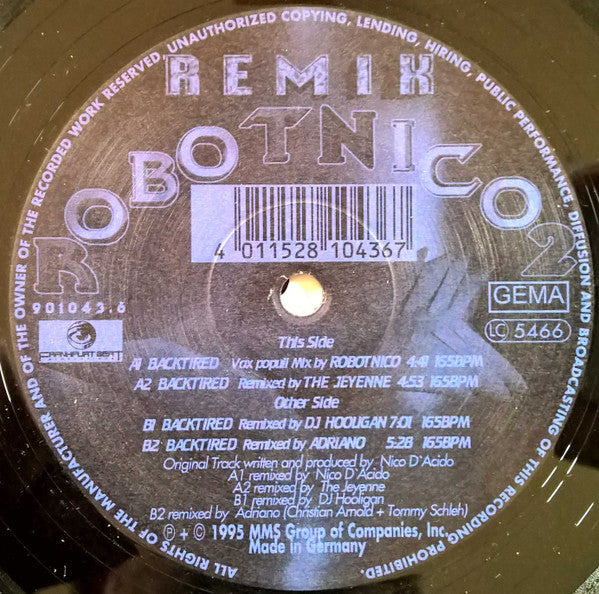 ALL RIGHTS OF THE MANUFACTURER AND OF THE OWNER OF THE RECORDED WORK RESERVED, UNAUTHORIZED COPYING, LENDING, HIRING, PUBLIC PERFORMANCE, DIFFUSION AND BROADCASTING OF THIS RECORDING PROHIBITED.
REMIX
ROBOTNICO 2
4 011528 104367
901043.6
GEMA
LC 5466
FRANKFURT BEAT
This Side
A1 BACKTIRED Vox populi Mix by ROBOTNICO 4:41 165BPM
A2 BACKTIRED Remixed by THE JEYENNE 4:53 165BPM
Other Side
B1 BACKTIRED Remixed by DJ HOOLIGAN 7:01 165BPM
B2 BACKTIRED Remixed by ADRIANO 5:28 165BPM
Original Track written and produced by Nico D`Acido
A1 remixed by Nico D`Acido
A2 remixed by The Jeyenne
B1 remixed by DJ Hooligan
B2 remixed by Adriano (Christian Arnold + Tommy Schleh)
℗ + © 1995 MMS Group of Companies, Inc.
Made in Germany